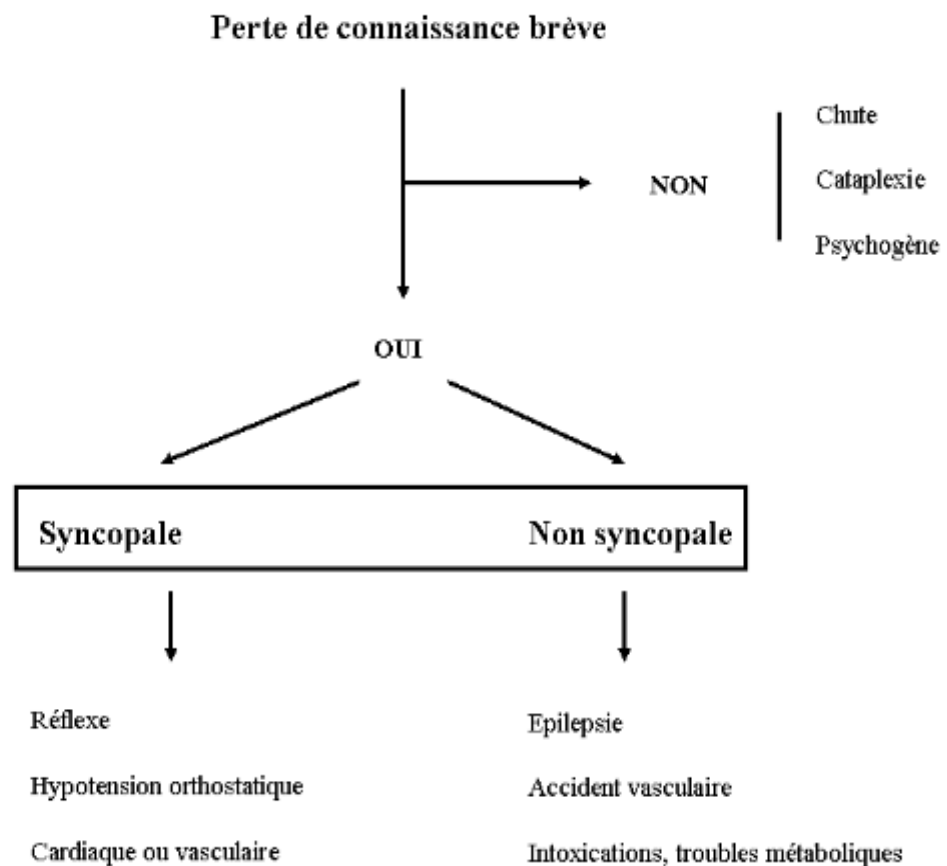 Perte de connaissance brève
Chute
NON
Cataplexie
Psychogène
OUI
Syncopale
Non syncopale
Réflexe
Epilepsie
Hypotension orthostatique
Accident vasculaire
Cardiaque ou vasculaire
Intoxications, troubles métaboliques